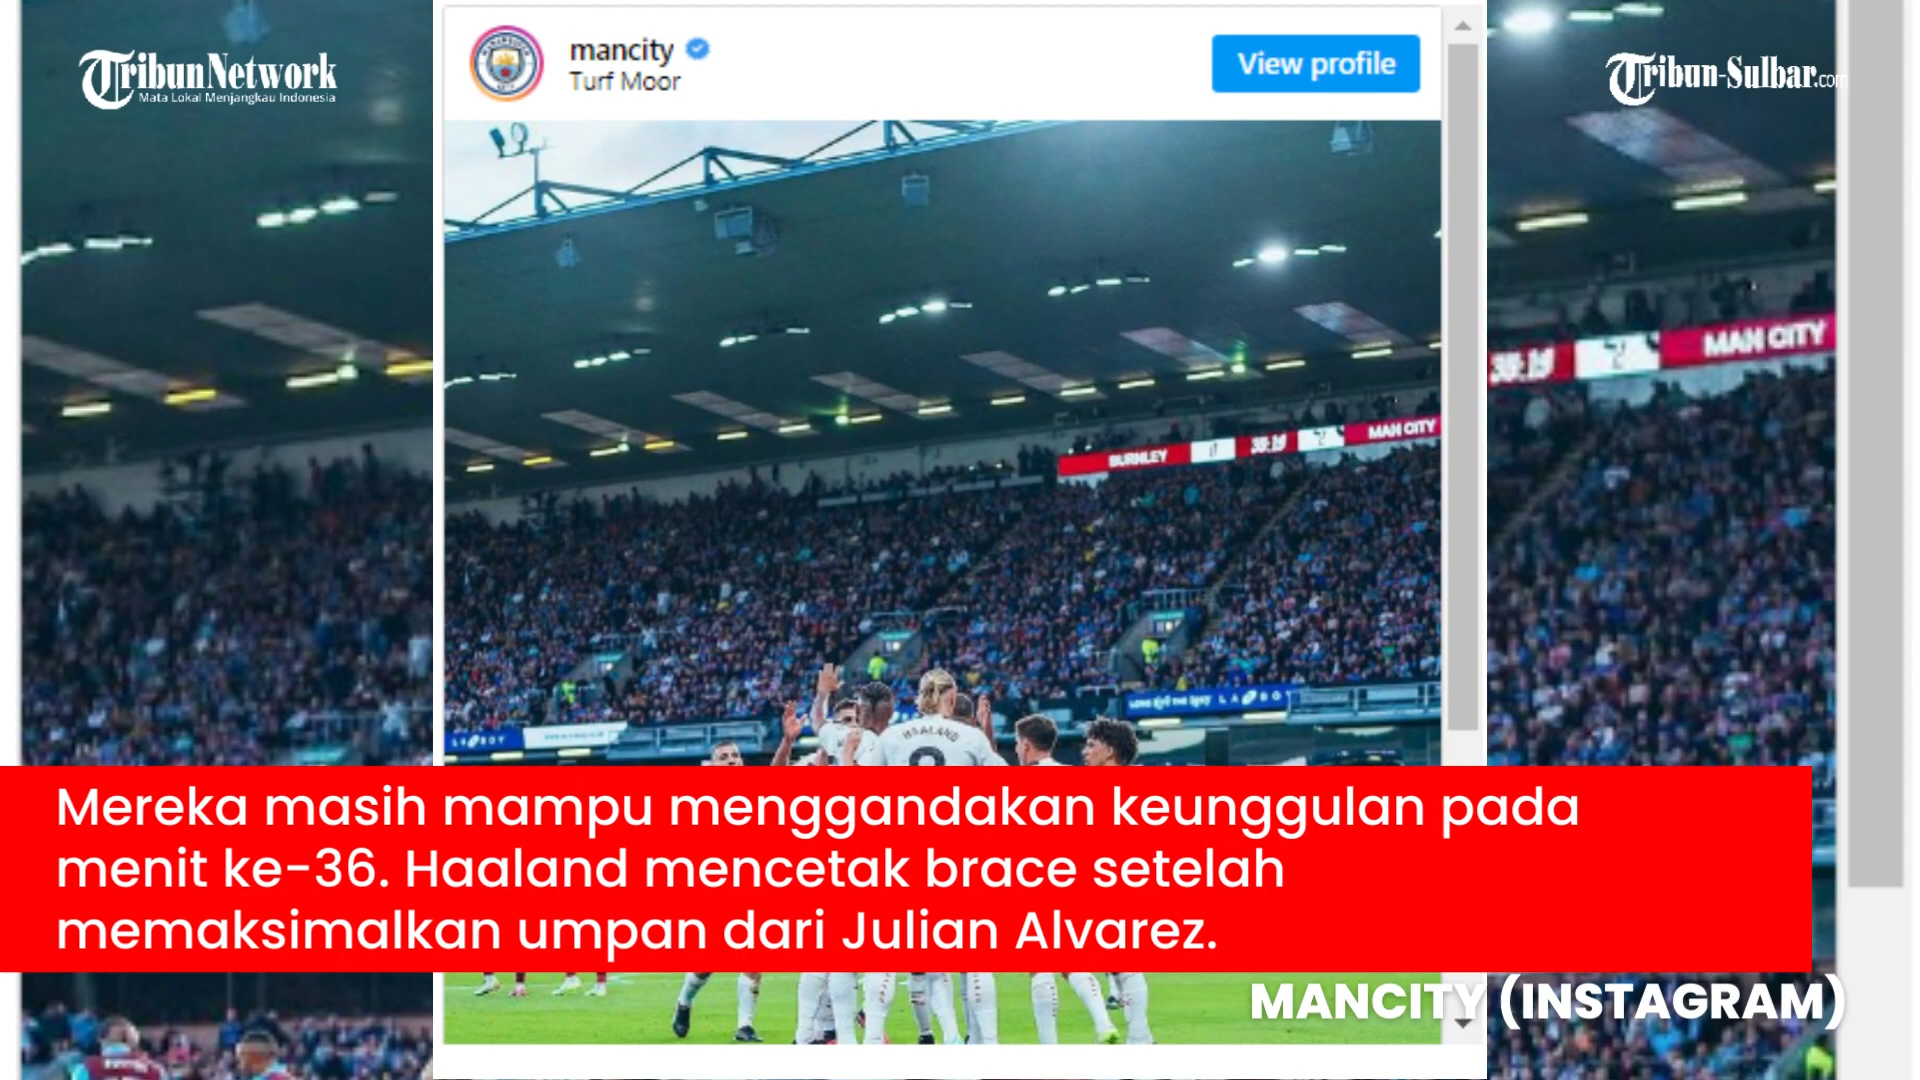 TribunNetwork
Mata Lokal Menjangkau Indonesia
mancity
Turf Moor
View profile
Tribun-Sulbar.com
MAN CITY
BURNLEY
MAN CITY
HAALAND
9
Mereka masih mampu menggandakan keunggulan pada
menit ke-36. Haaland mencetak brace setelah
memaksimalkan umpan dari Julian Alvarez.
MANCITY (INSTAGRAM)